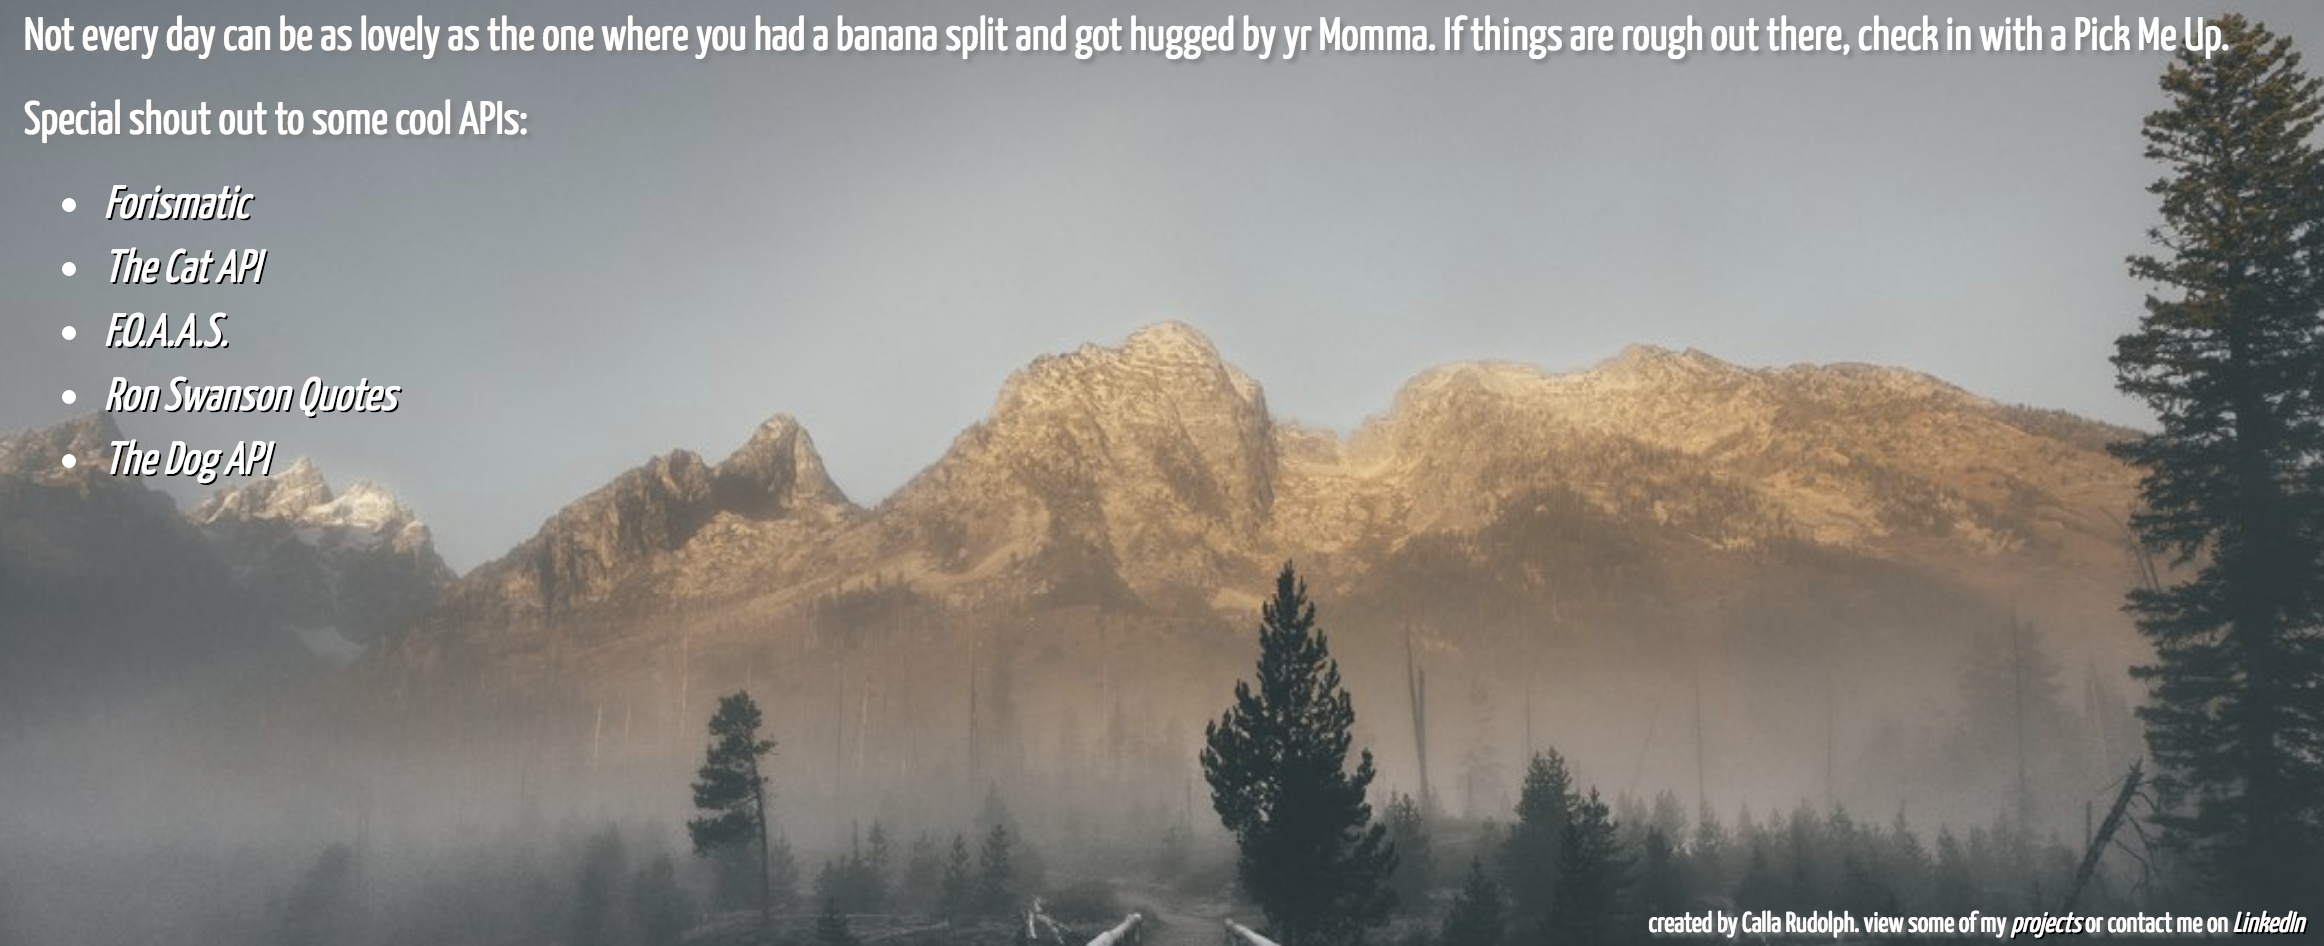 Not every day can be as lovely as the one where you had a banana split and got hugged by yr Momma. If things are rough out there, check in with a Pick Me Up.
Special shout out to some cool APIs:
Forismatic
The Cat API
F.O.A.A.S.
Ron Swanson Quotes
The Dog API
created by Calla Rudolph. view some of my projects or contact me on LinkedIn